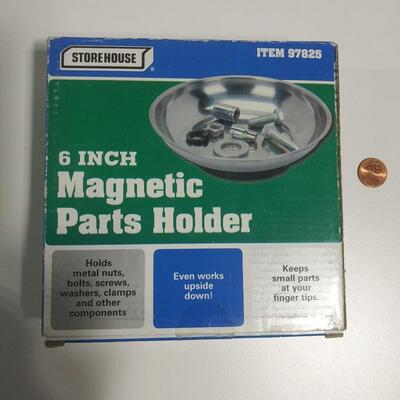 STOREHOUSE®
ITEM 97825
6 INCH
Magnetic
Parts Holder
Holds
metal nuts,
bolts, screws,
washers, clamps
and other
components
Even works
upside
down!
Keeps
small parts
at your
finger tips.